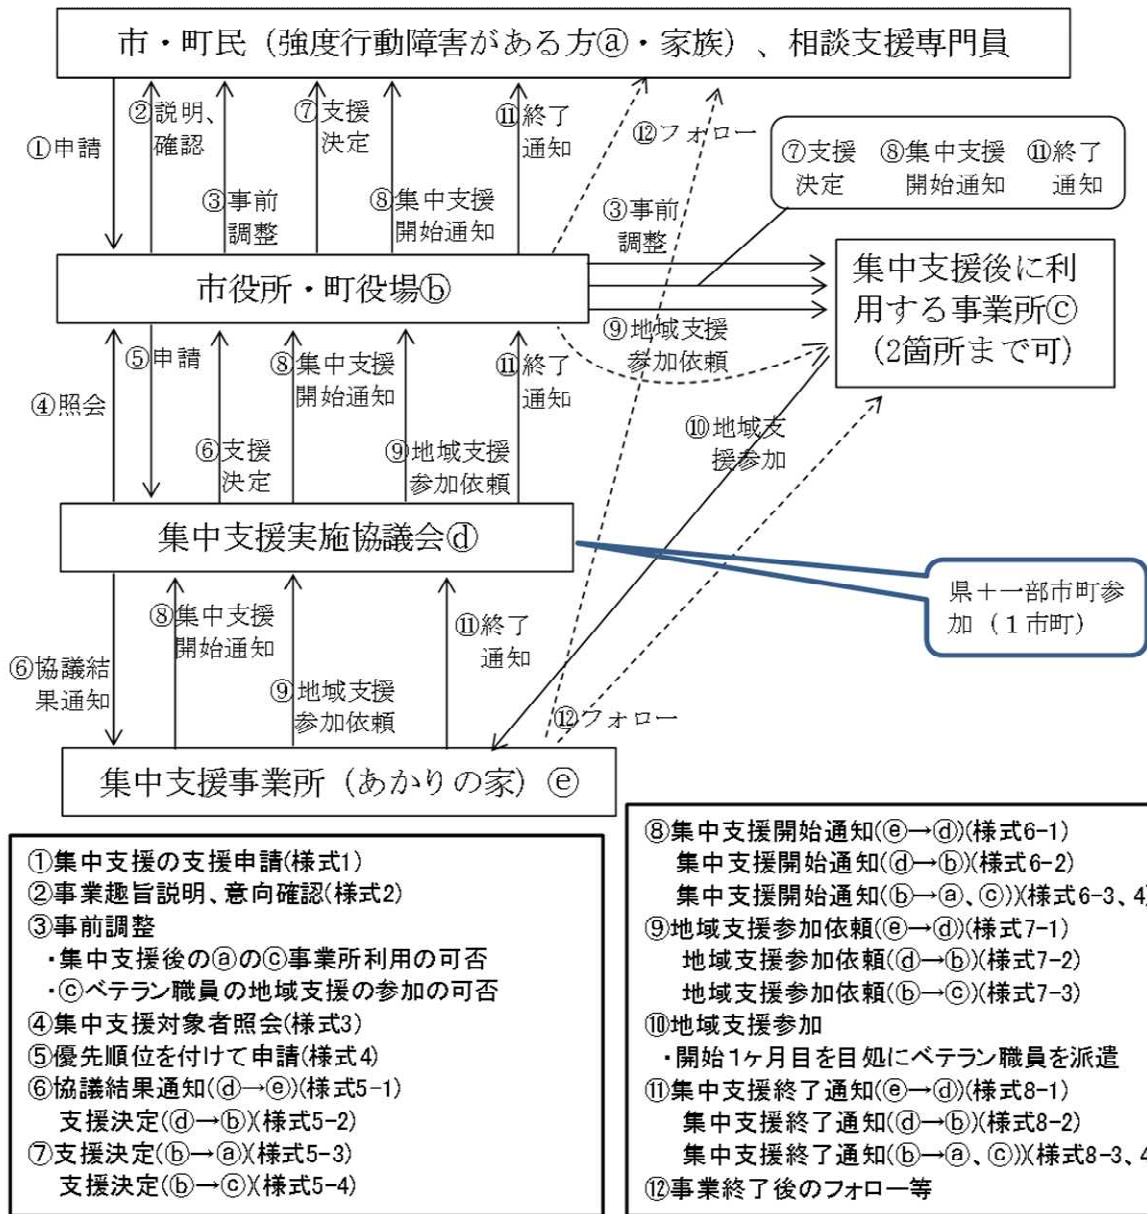 市・町民（強度行動障害がある方ⓐ・家族）、相談支援専門員
①申請
②説明、
確認
③事前
調整
⑦支援
決定
⑧集中支援
開始通知
⑪終了
通知
⑫フォロー
⑦支援
決定
⑧集中支援
開始通知
⑪終了
通知
③事前
調整
市役所・町役場ⓑ
集中支援後に利
用する事業所ⓒ
（2箇所まで可）
⑨地域支援
参加依頼
④照会
⑤申請
⑥支援
決定
⑧集中支援
開始通知
⑨地域支援
参加依頼
⑪終了
通知
⑩地域支
援参加
集中支援実施協議会ⓓ
県＋一部市町参
加（１市町）
⑥協議結
果通知
⑧集中支援
開始通知
⑨地域支援
参加依頼
⑪終了
通知
⑫フォロー
集中支援事業所（あかりの家）ⓔ
①集中支援の支援申請(様式1)
②事業趣旨説明、意向確認(様式2)
③事前調整
・集中支援後のⓐのⓒ事業所利用の可否
・ⓒベテラン職員の地域支援の参加の可否
④集中支援対象者照会(様式3)
⑤優先順位を付けて申請(様式4)
⑥協議結果通知(ⓓ→ⓔ)(様式5-1)
支援決定(ⓓ→ⓑ)(様式5-2)
⑦支援決定(ⓑ→ⓐ)(様式5-3)
支援決定(ⓑ→ⓒ)(様式5-4)
⑧集中支援開始通知(ⓔ→ⓓ)(様式6-1)
集中支援開始通知(ⓓ→ⓑ)(様式6-2)
集中支援開始通知(ⓑ→ⓐ、ⓒ))(様式6-3、4)
⑨地域支援参加依頼(ⓔ→ⓓ)(様式7-1)
地域支援参加依頼(ⓓ→ⓑ)(様式7-2)
地域支援参加依頼(ⓑ→ⓒ)(様式7-3)
⑩地域支援参加
・開始1ヶ月目を目処にベテラン職員を派遣
⑪集中支援終了通知(ⓔ→ⓓ)(様式8-1)
集中支援終了通知(ⓓ→ⓑ)(様式8-2)
集中支援終了通知(ⓑ→ⓐ、ⓒ))(様式8-3、4
⑫事業終了後のフォロー等